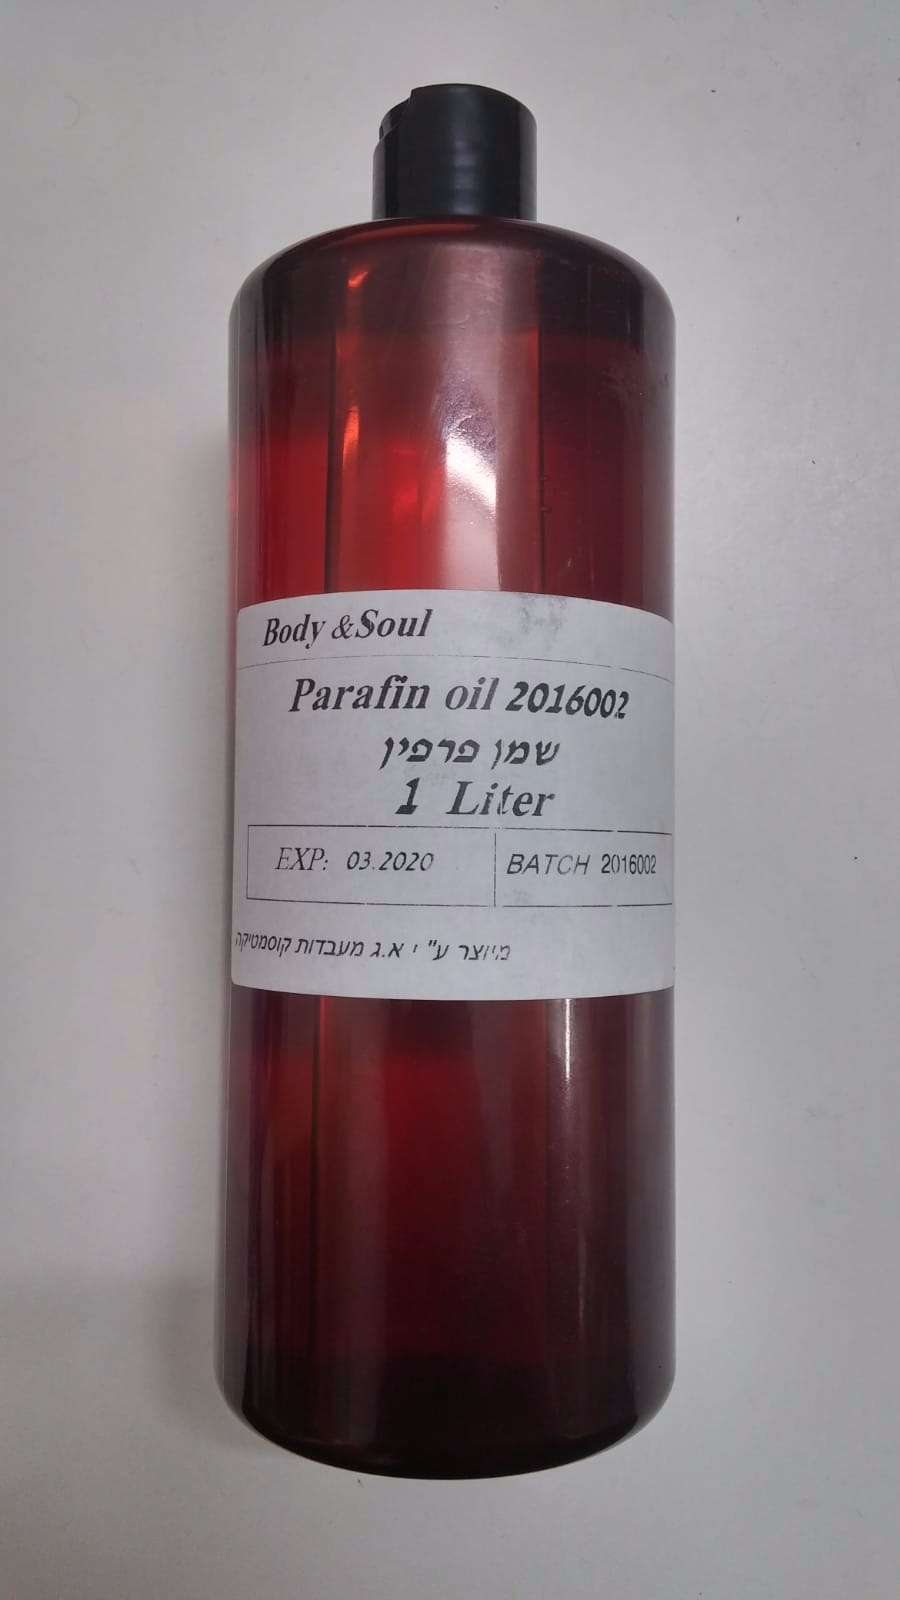 Body &Soul
Parafin oil 2016002
שמן פרפין
1 Liter
EXP: 03.2020
BATCH 2016002
מיוצר ע"י א.ג מעבדות קוסמטיקה